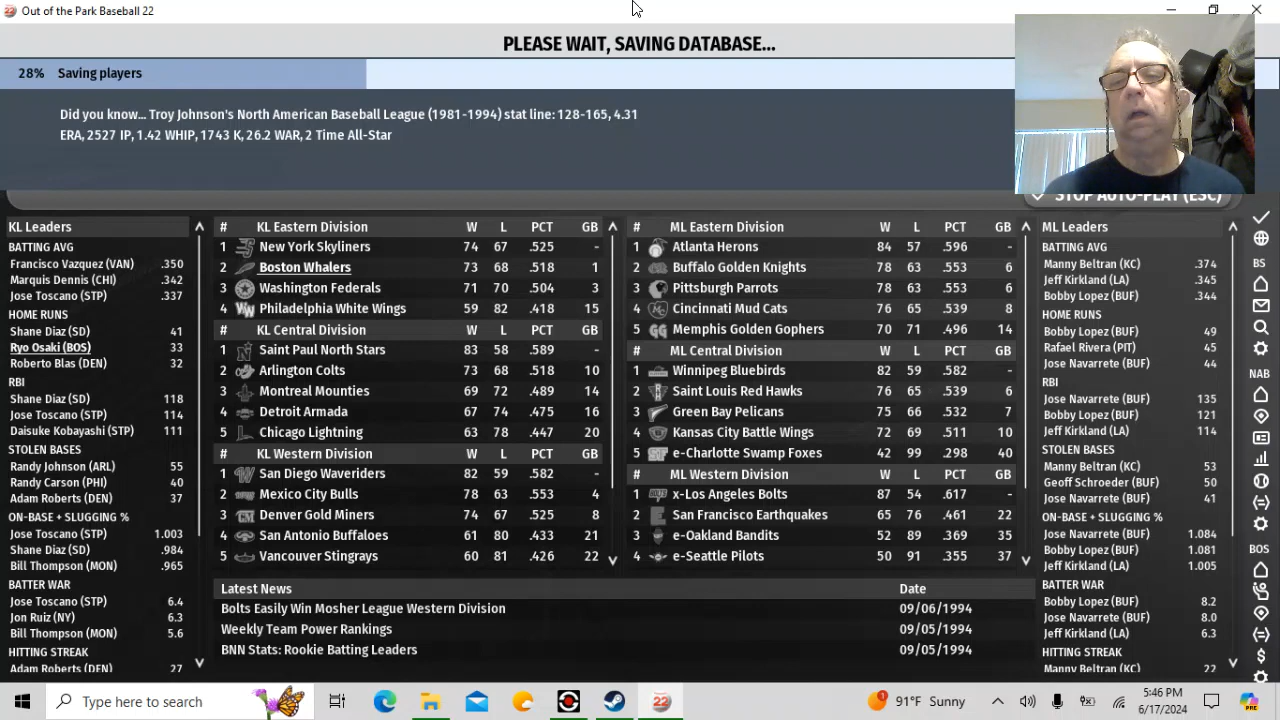 Out of the Park Baseball 22
PLEASE WAIT, SAVING DATABASE...
28% Saving players
Did you know... Troy Johnson's North American Baseball League (1981-1994) stat line: 128-165, 4.31
ERA, 2527 IP, 1.42 WHIP, 1743 K, 26.2 WAR, 2 Time All-Star
STOP AUTO-PLAY (ESC)
KL Leaders
BATTING AVG
Francisco Vazquez (VAN) .350
Marquis Dennis (CHI) .342
Jose Toscano (STP) .337
HOME RUNS
Shane Diaz (SD) 41
Ryo Osaki (BOS) 33
Roberto Blas (DEN) 32
RBI
Shane Diaz (SD) 118
Jose Toscano (STP) 114
Daisuke Kobayashi (STP) 111
STOLEN BASES
Randy Johnson (ARL) 55
Randy Carson (PHI) 40
Adam Roberts (DEN) 37
ON-BASE + SLUGGING %
Jose Toscano (STP) 1.003
Shane Diaz (SD) .984
Bill Thompson (MON) .965
BATTER WAR
Jose Toscano (STP) 6.4
Jon Ruiz (NY) 6.3
Bill Thompson (MON) 5.6
HITTING STREAK
Adam Roberts (DEN) 27
# KL Eastern Division W L PCT GB
1 New York Skyliners 74 67 .525 -
2 Boston Whalers 73 68 .518 1
3 Washington Federals 71 70 .504 3
4 Philadelphia White Wings 59 82 .418 15
# KL Central Division W L PCT GB
1 Saint Paul North Stars 83 58 .589 -
2 Arlington Colts 73 68 .518 10
3 Montreal Mounties 69 72 .489 14
4 Detroit Armada 67 74 .475 16
5 Chicago Lightning 63 78 .447 20
# KL Western Division W L PCT GB
1 San Diego Waveriders 82 59 .582 -
2 Mexico City Bulls 78 63 .553 4
3 Denver Gold Miners 74 67 .525 8
4 San Antonio Buffaloes 61 80 .433 21
5 Vancouver Stingrays 60 81 .426 22
# ML Eastern Division W L PCT GB
1 Atlanta Herons 84 57 .596 -
2 Buffalo Golden Knights 78 63 .553 6
3 Pittsburgh Parrots 78 63 .553 6
4 Cincinnati Mud Cats 76 65 .539 8
5 Memphis Golden Gophers 70 71 .496 14
# ML Central Division W L PCT GB
1 Winnipeg Bluebirds 82 59 .582 -
2 Saint Louis Red Hawks 76 65 .539 6
3 Green Bay Pelicans 75 66 .532 7
4 Kansas City Battle Wings 72 69 .511 10
5 e-Charlotte Swamp Foxes 42 99 .298 40
# ML Western Division W L PCT GB
1 x-Los Angeles Bolts 87 54 .617 -
2 San Francisco Earthquakes 65 76 .461 22
3 e-Oakland Bandits 52 89 .369 35
4 e-Seattle Pilots 50 91 .355 37
Latest News Date
Bolts Easily Win Mosher League Western Division 09/06/1994
Weekly Team Power Rankings 09/05/1994
BNN Stats: Rookie Batting Leaders 09/05/1994
ML Leaders
BATTING AVG
Manny Beltran (KC) .374
Jeff Kirkland (LA) .345
Bobby Lopez (BUF) .344
HOME RUNS
Bobby Lopez (BUF) 49
Rafael Rivera (PIT) 45
Jose Navarrete (BUF) 44
RBI
Jose Navarrete (BUF) 135
Bobby Lopez (BUF) 121
Jeff Kirkland (LA) 114
STOLEN BASES
Manny Beltran (KC) 53
Geoff Schroeder (BUF) 50
Jose Navarrete (BUF) 41
ON-BASE + SLUGGING %
Jose Navarrete (BUF) 1.084
Bobby Lopez (BUF) 1.081
Jeff Kirkland (LA) 1.005
BATTER WAR
Bobby Lopez (BUF) 8.2
Jose Navarrete (BUF) 8.0
Jeff Kirkland (LA) 6.3
HITTING STREAK
Manny Beltran (KC) 22
BS
NAB
BOS
Type here to search
22
1
91°F Sunny
5:46 PM
6/17/2024
PRE